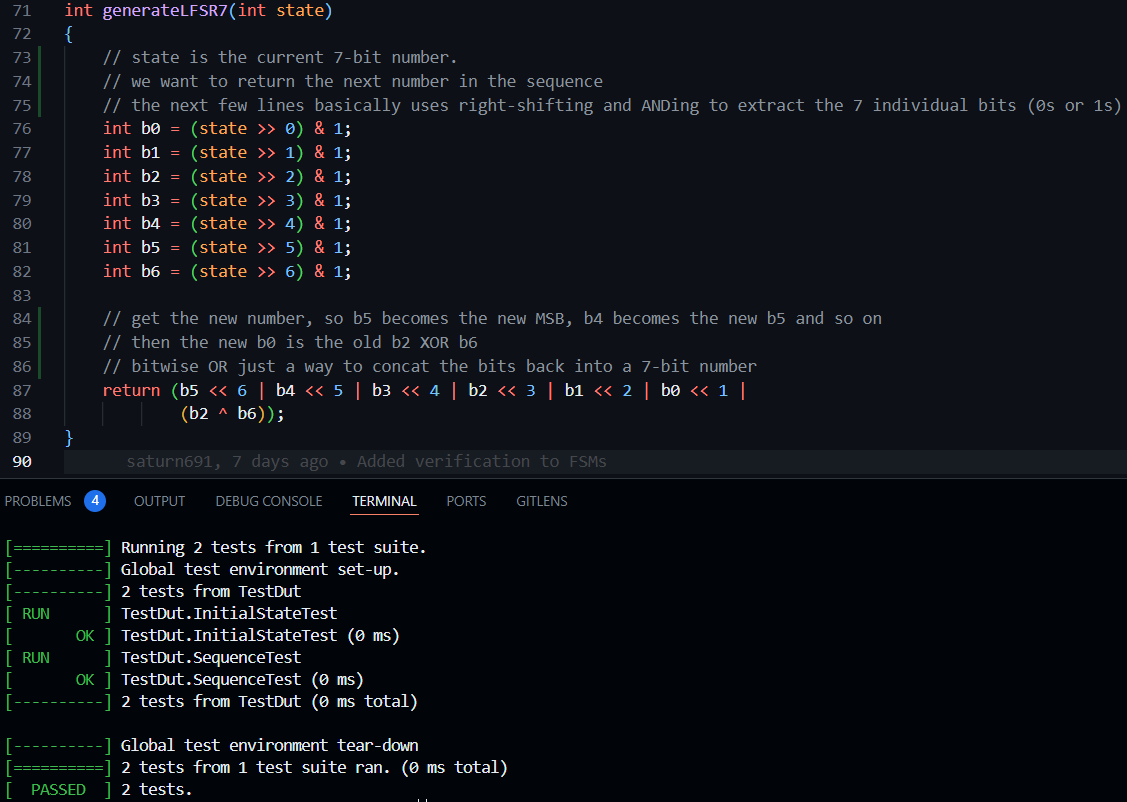 71 int generateLFSR7(int state)
72 {
73 // state is the current 7-bit number.
74 // we want to return the next number in the sequence
75 // the next few lines basically uses right-shifting and ANDing to extract the 7 individual bits (0s or 1s)
76 int b0 = (state >> 0) & 1;
77 int b1 = (state >> 1) & 1;
78 int b2 = (state >> 2) & 1;
79 int b3 = (state >> 3) & 1;
80 int b4 = (state >> 4) & 1;
81 int b5 = (state >> 5) & 1;
82 int b6 = (state >> 6) & 1;
83
84 // get the new number, so b5 becomes the new MSB, b4 becomes the new b5 and so on
85 // then the new b0 is the old b2 XOR b6
86 // bitwise OR just a way to concat the bits back into a 7-bit number
87 return (b5 << 6 | b4 << 5 | b3 << 4 | b2 << 3 | b1 << 2 | b0 << 1 |
88 (b2 ^ b6));
89 }
90 saturn691, 7 days ago • Added verification to FSMs
PROBLEMS 4 OUTPUT DEBUG CONSOLE TERMINAL PORTS GITLENS
[==========] Running 2 tests from 1 test suite.
[----------] Global test environment set-up.
[----------] 2 tests from TestDut
[ RUN      ] TestDut.InitialStateTest
[       OK ] TestDut.InitialStateTest (0 ms)
[ RUN      ] TestDut.SequenceTest
[       OK ] TestDut.SequenceTest (0 ms)
[----------] 2 tests from TestDut (0 ms total)
[----------] Global test environment tear-down
[==========] 2 tests from 1 test suite ran. (0 ms total)
[  PASSED  ] 2 tests.